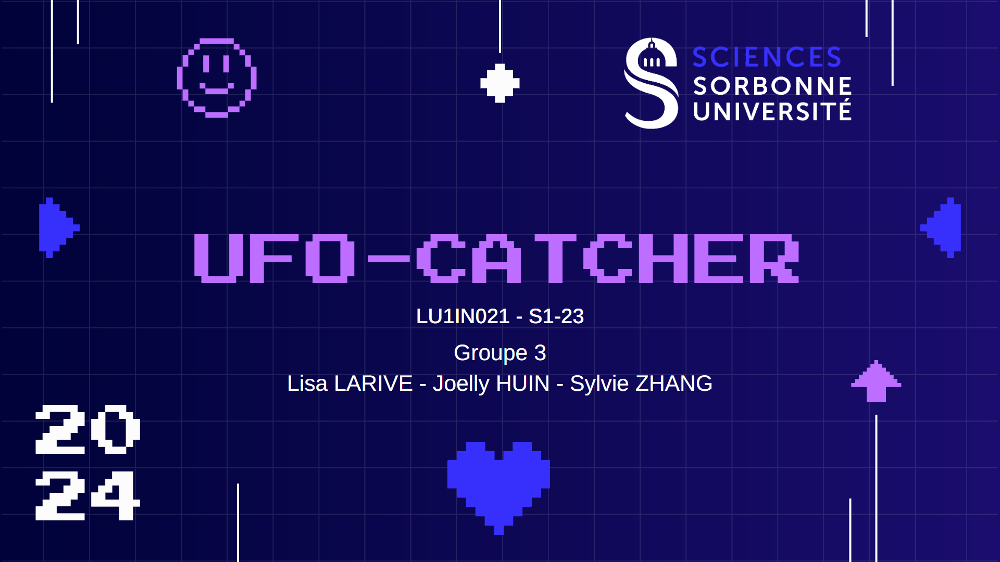 SCIENCES
SORBONNE
UNIVERSITÉ
UFO-CATCHER
LU1IN021 - S1-23
Groupe 3
Lisa LARIVE - Joelly HUIN - Sylvie ZHANG
20
24